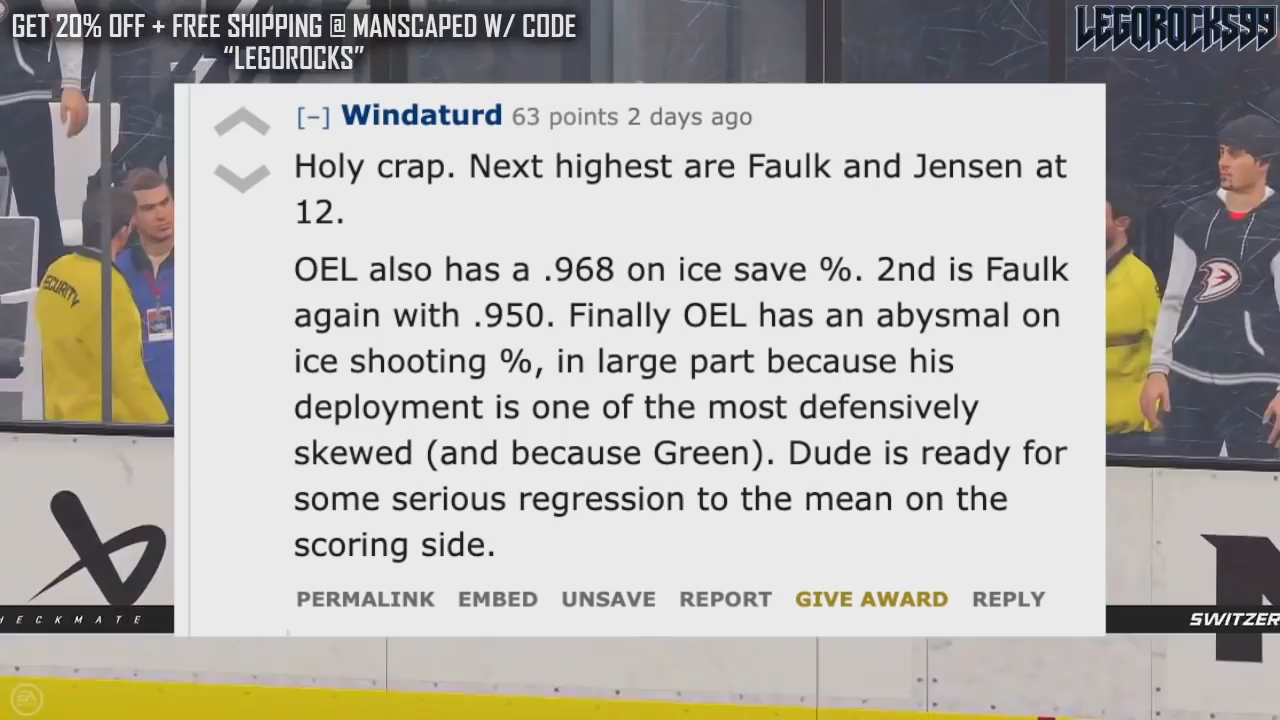 GET 20% OFF + FREE SHIPPING @ MANSCAPED W/ CODE
“LEGOROCKS”
LEGOROCKS99
[–] Windaturd 63 points 2 days ago
Holy crap. Next highest are Faulk and Jensen at
12.
OEL also has a .968 on ice save %. 2nd is Faulk
again with .950. Finally OEL has an abysmal on
ice shooting %, in large part because his
deployment is one of the most defensively
skewed (and because Green). Dude is ready for
some serious regression to the mean on the
scoring side.
PERMALINK EMBED UNSAVE REPORT GIVE AWARD REPLY
SECURITY
HECKMATE
SWITZER
EA